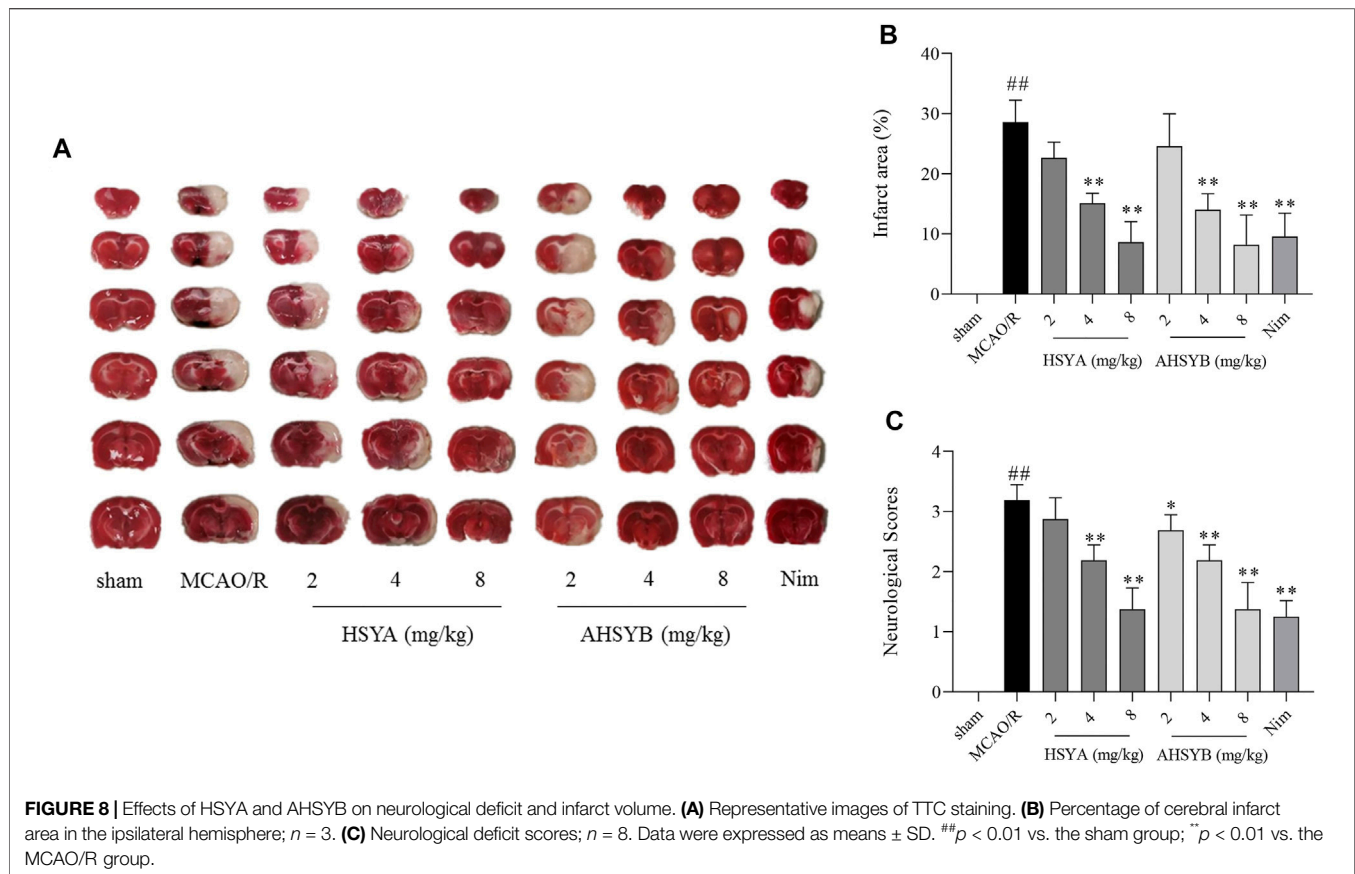 A
sham MCAO/R 2 4 8 2 4 8 Nim
HSYA (mg/kg) AHSYB (mg/kg)
B
Infarct area (%)
40
30
20
10
0
##
** ** ** ** **
sham MCAO/R 2 4 8 2 4 8 Nim
HSYA (mg/kg) AHSYB (mg/kg)
C
Neurological Scores
4
3
2
1
0
##
** ** * ** ** **
sham MCAO/R 2 4 8 2 4 8 Nim
HSYA (mg/kg) AHSYB (mg/kg)
FIGURE 8 | Effects of HSYA and AHSYB on neurological deficit and infarct volume. (A) Representative images of TTC staining. (B) Percentage of cerebral infarct
area in the ipsilateral hemisphere; n = 3. (C) Neurological deficit scores; n = 8. Data were expressed as means ± SD. ##p < 0.01 vs. the sham group; **p < 0.01 vs. the
MCAO/R group.